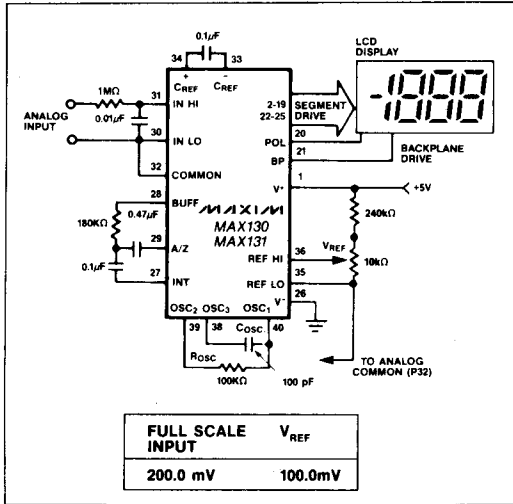 0.1µF
34
33
+
-
CREF
CREF
LCD
DISPLAY
-1888
1MΩ
31
IN HI
0.01µF
ANALOG
INPUT
30
IN LO
32
COMMON
28
BUFF
0.47µF
180KΩ
29
A/Z
0.1µF
27
INT
MAXIM
MAX130
MAX131
2-19
22-25
SEGMENT
DRIVE
20
POL
21
BP
BACKPLANE
DRIVE
1
V+
+5V
240kΩ
VREF
36
REF HI
10kΩ
35
REF LO
26
V-
OSC2 OSC3 OSC1
39
38
COSC.
40
ROSC
100KΩ
100 pF
TO ANALOG
COMMON (P32)
FULL SCALE VREF
INPUT
200.0 mV 100.0mV